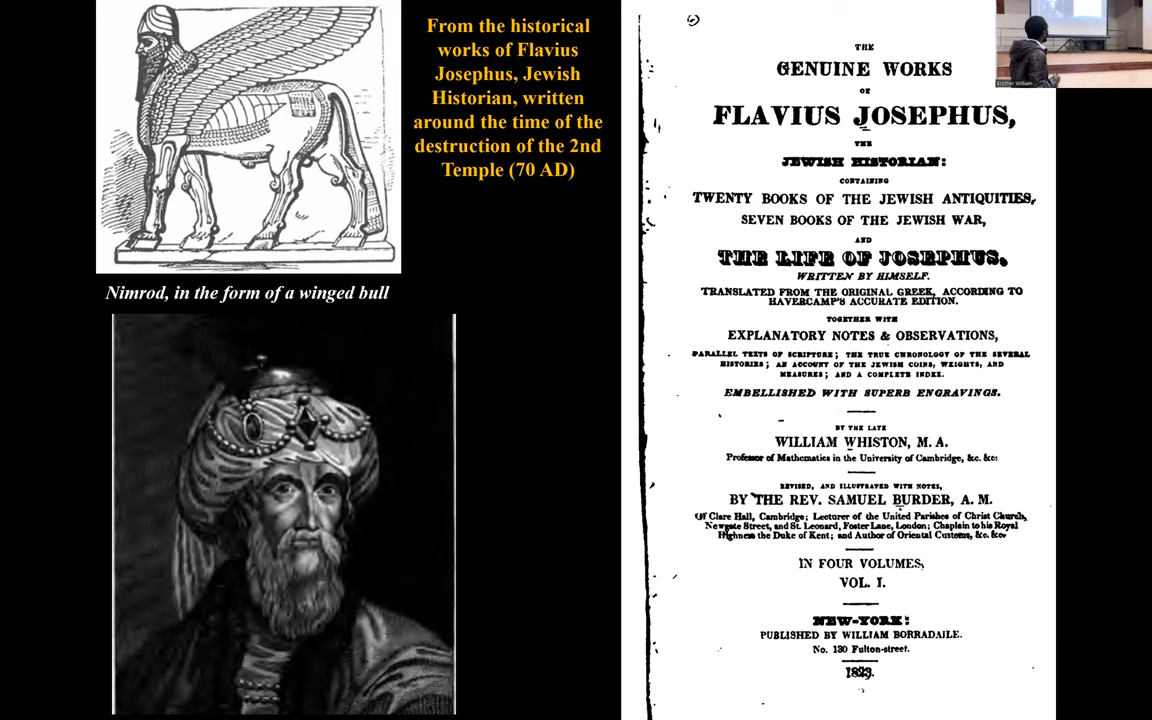 From the historical
works of Flavius
Josephus, Jewish
Historian, written
around the time of the
destruction of the 2nd
Temple (70 AD)
Nimrod, in the form of a winged bull
THE
GENUINE WORKS
OF
FLAVIUS JOSEPHUS,
THE
JEWISH HISTORIAN:
CONTAINING
TWENTY BOOKS OF THE JEWISH ANTIQUITIES,
SEVEN BOOKS OF THE JEWISH WAR,
AND
THE LIFE OF JOSEPHUS.
WRITTEN BY HIMSELF.
TRANSLATED FROM THE ORIGINAL GREEK, ACCORDING TO
HAVERCAMP'S ACCURATE EDITION.
TOGETHER WITH
EXPLANATORY NOTES & OBSERVATIONS,
PARALLEL TEXTS OF SCRIPTURE; THE TRUE CHRONOLOGY OF THE SEVERAL
HISTORIES; AN ACCOUNT OF THE JEWISH COINS, WEIGHTS, AND
MEASURES; AND A COMPLETE INDEX.
EMBELLISHED WITH SUPERB ENGRAVINGS.
BY THE LATE
WILLIAM WHISTON, M. A.
Professor of Mathematics in the University of Cambridge, &c. &c:
REVISED, AND ILLUSTRATED WITH NOTES,
BY THE REV. SAMUEL BURDER, A. M.
Of Clare Hall, Cambridge; Lecturer of the United Parishes of Christ Church,
Newgate Street, and St. Leonard, Foster Lane, London; Chaplain to his Royal
Highness the Duke of Kent; and Author of Oriental Customs, &c. &c.
IN FOUR VOLUMES,
VOL. I.
NEW-YORK:
PUBLISHED BY WILLIAM BORRADAILE.
No. 130 Fulton-street.
1823.
Brother William